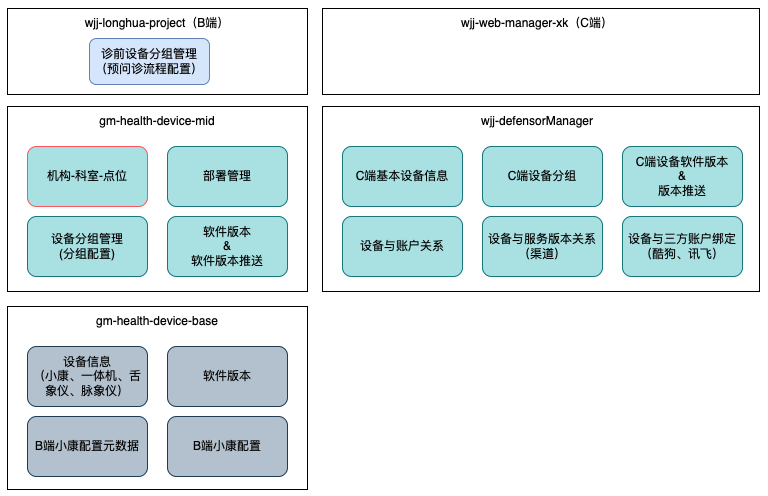 wjj-longhua-project（B端）
诊前设备分组管理
(预问诊流程配置)
wjj-web-manager-xk（C端）
gm-health-device-mid
机构-科室-点位
部署管理
设备分组管理
(分组配置)
软件版本
&
软件版本推送
wjj-defensorManager
C端基本设备信息
C端设备分组
C端设备软件版本
&
版本推送
设备与账户关系
设备与服务版本关系
（渠道）
设备与三方账户绑定
（酷狗、讯飞）
gm-health-device-base
设备信息
（小康、一体机、舌
象仪、脉象仪）
软件版本
B端小康配置元数据
B端小康配置